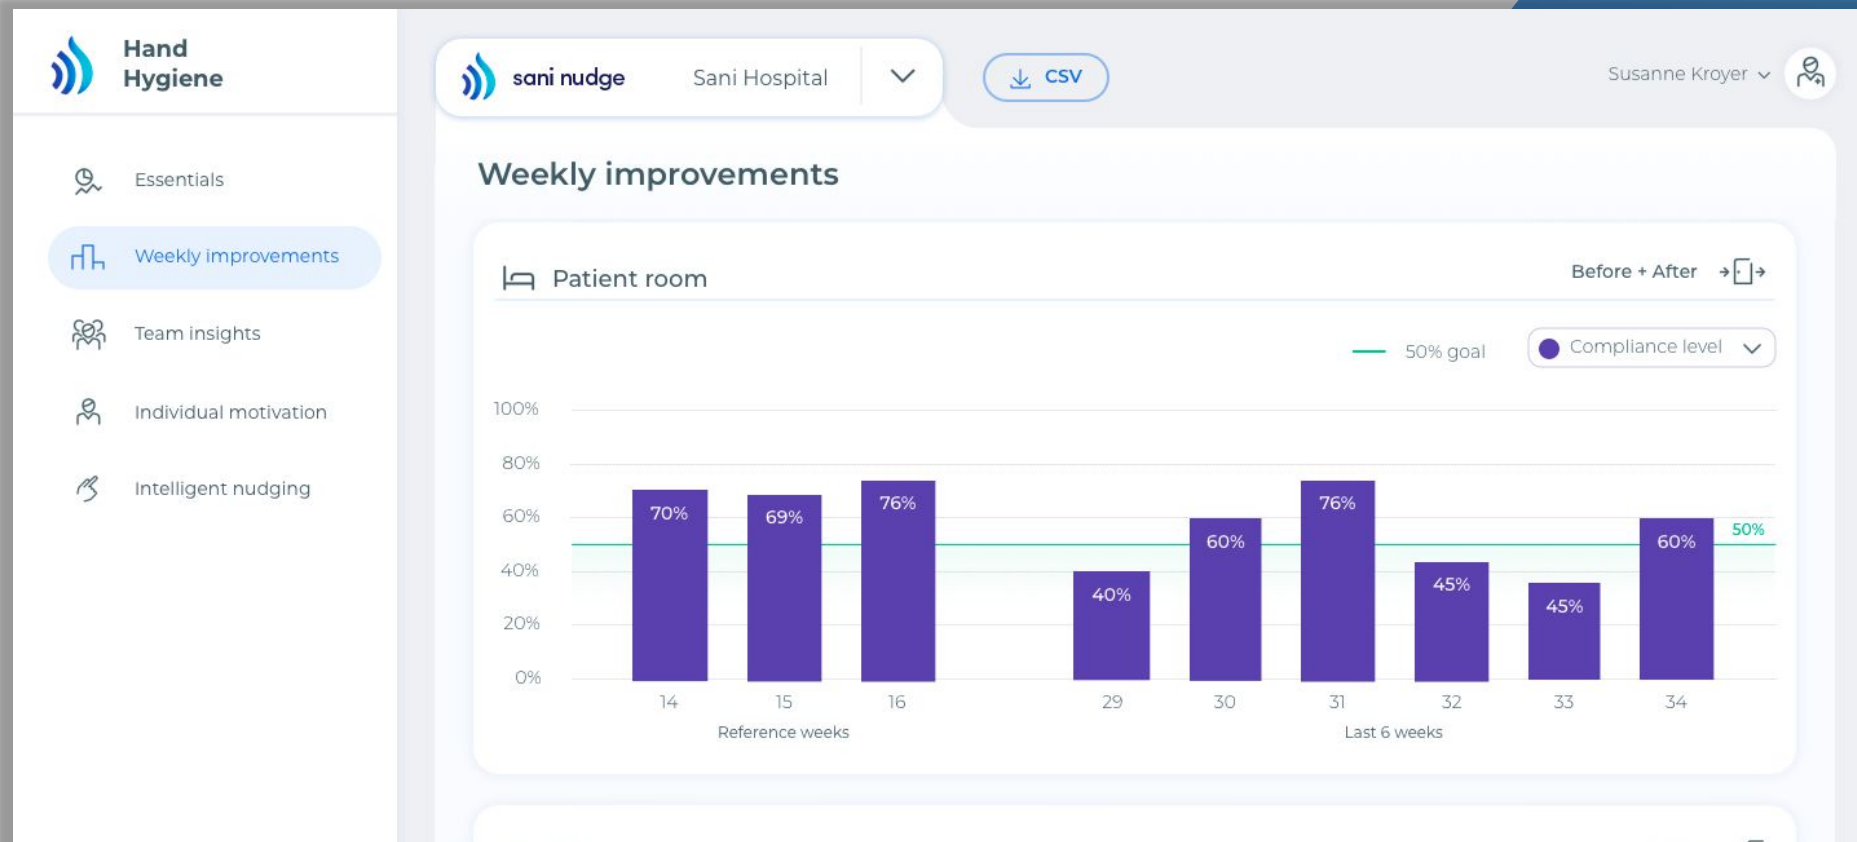 Hand
Hygiene
Essentials
Weekly improvements
Team insights
Individual motivation
Intelligent nudging
sani nudge Sani Hospital
CSV
Susanne Kroyer
Weekly improvements
Patient room
Before + After
50% goal
Compliance level
100%
80%
60%
40%
20%
0%
70% 69% 76% 40% 60% 76% 45% 45% 60%
50%
14 15 16 29 30 31 32 33 34
Reference weeks Last 6 weeks